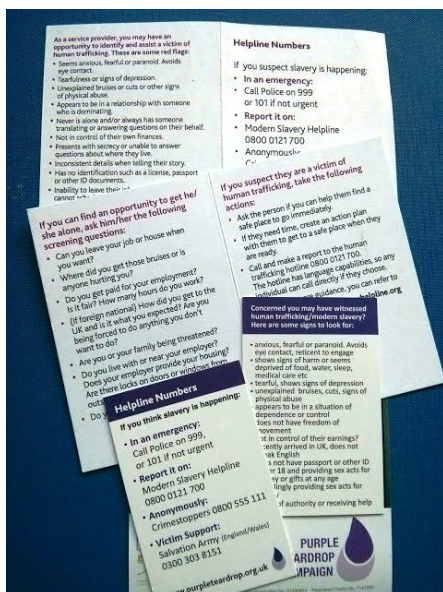 As a service provider, you may have an
opportunity to identify and assist a victim of
human trafficking. These are some red flags:
• Seems anxious, fearful or paranoid. Avoids
eye contact.
• Tearfulness or signs of depression.
• Unexplained bruises or cuts or other signs
of physical abuse.
• Appears to be in a relationship with someone
who is dominating.
• Never is alone and/or always has someone
translating or answering questions on their behalf.
• Not in control of their own finances.
• Presents with secrecy or unable to answer
questions about where they live.
• Inconsistent details when telling their story.
• Has no identification such as a license, passport
or other ID documents.
• Inability to leave their
Helpline Numbers
If you suspect slavery is happening:
• In an emergency:
• Call Police on 999
or 101 if not urgent
• Report it on:
• Modern Slavery Helpline
0800 0121 700
• Anonymously:
If you can find an opportunity to get he/
she alone, ask him/her the following
screening questions:
• Can you leave your job or house when
you want?
Where did you get those bruises or is
anyone hurting you?
• Do you get paid for your employment?
Is it fair? How many hours do you work?
• (if foreign national) How did you get to the
UK and is it what you expected? Are you
being forced to do anything you don't
want to do?
• Are you or your family being threatened?
• Do you live with or near your employer?
Does your employer provide your housing?
Are there locks on doors or windows from
If you suspect they are a victim of
human trafficking, take the following
actions:
• Ask the person if you can help them find a
safe place to go immediately.
• If they need time, create an action plan
with them to get to a safe place when they
are ready.
• Call and make a report to the human
trafficking hotline 0800 0121 700.
The hotline has language capabilities, so any
individual can call directly if they choose.
guidance, you can refer to
Concerned you may have witnessed
human trafficking/modern slavery?
Here are some signs to look for:
• anxious, fearful or paranoid. Avoids
eye contact, reticent to engage
• shows signs of harm or seems
deprived of food, water, sleep,
medical care etc
• tearful, shows signs of depression
• unexplained bruises, cuts, signs of
physical abuse
• appears to be in a situation of
dependence or control
does not have freedom of
movement
not in control of their earnings?
recently arrived in UK, does not
speak English
does not have passport or other ID
18 and providing sex acts for
or gifts at any age
providing sex acts for
of authority or receiving help
Helpline Numbers
If you think slavery is happening:
• In an emergency:
Call Police on 999,
or 101 if not urgent
• Report it on:
Modern Slavery Helpline
0800 0121 700
• Anonymously:
Crimestoppers 0800 555 111
• Victim Support:
Salvation Army (England/Wales)
0300 303 8151
www.purpleteardrop.org.uk
PURPLE
TEARDROP
CAMPAIGN